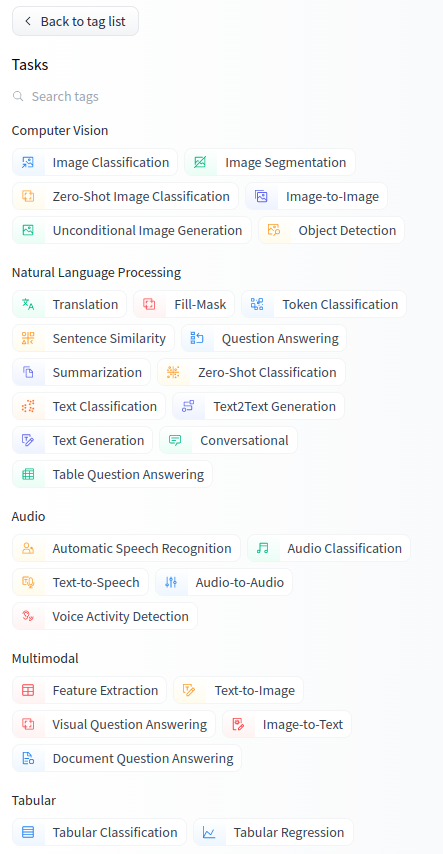 Back to tag list
Tasks
Search tags
Computer Vision
Image Classification Image Segmentation
Zero-Shot Image Classification Image-to-Image
Unconditional Image Generation Object Detection
Natural Language Processing
Translation Fill-Mask Token Classification
Sentence Similarity Question Answering
Summarization Zero-Shot Classification
Text Classification Text2Text Generation
Text Generation Conversational
Table Question Answering
Audio
Automatic Speech Recognition Audio Classification
Text-to-Speech Audio-to-Audio
Voice Activity Detection
Multimodal
Feature Extraction Text-to-Image
Visual Question Answering Image-to-Text
Document Question Answering
Tabular
Tabular Classification Tabular Regression